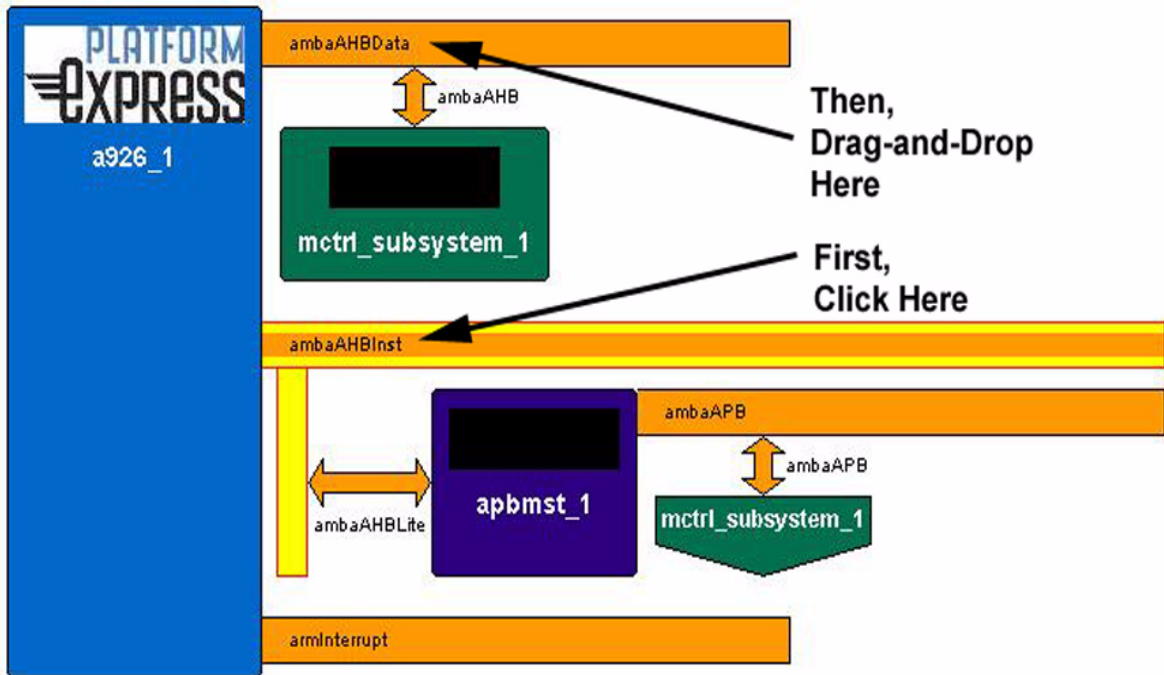 PLATFORM
express
a926_1
ambaAHBData
ambaAHB
mctrl_subsystem_1
Then,
Drag-and-Drop
Here
First,
Click Here
ambaAHBInst
ambaAPB
ambaAHBLite
apbmst_1
ambaAPB
mctrl_subsystem_1
armInterrupt